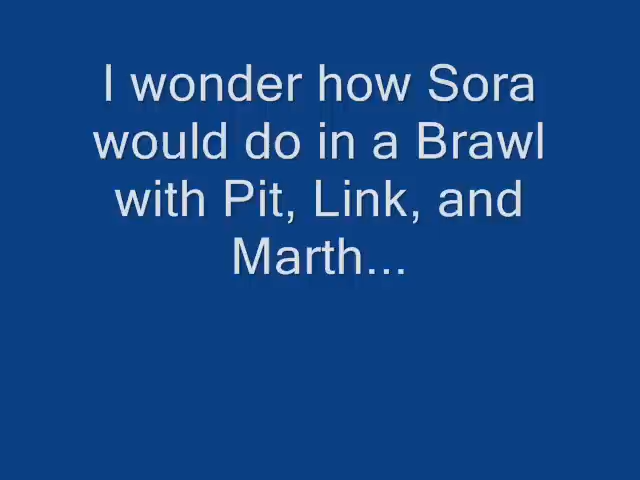 I wonder how Sora
would do in a Brawl
with Pit, Link, and
Marth...